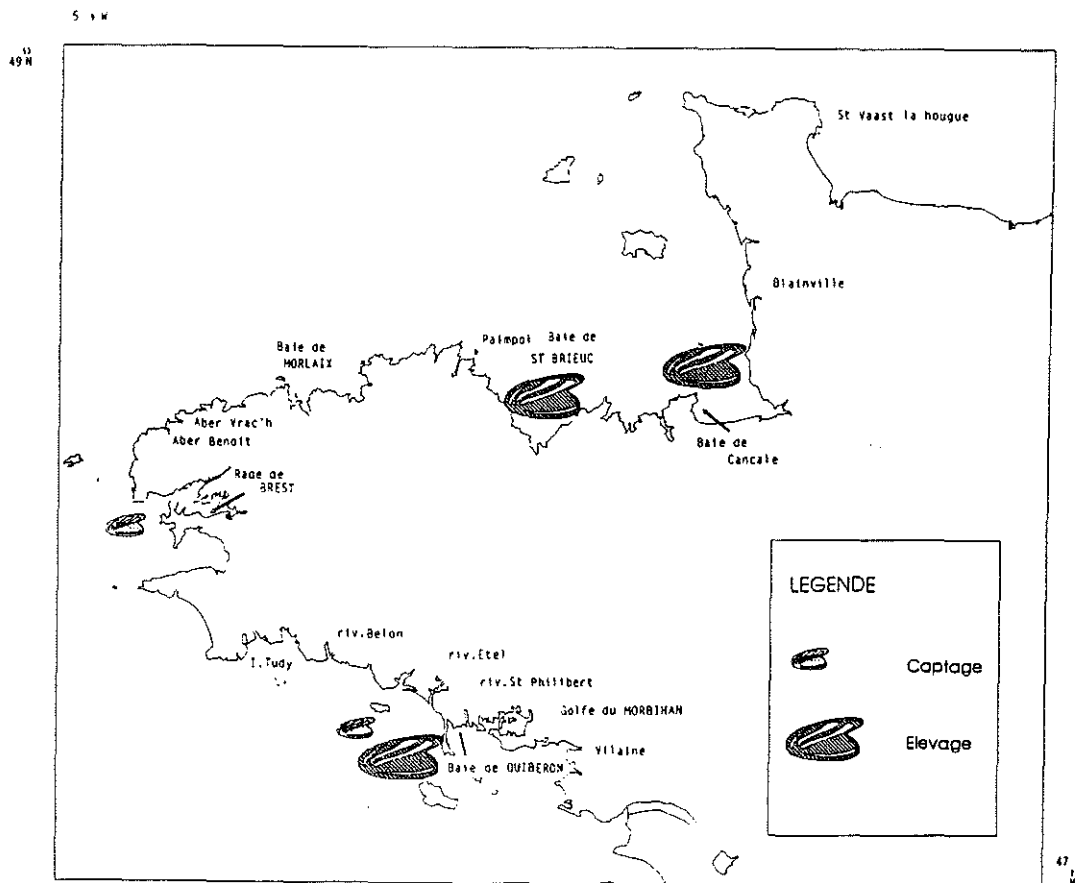 49 N
St Vaast la hougue
Blainville
Paimpol Baie de
ST BRIEUC
Baie de
MORLAIX
Aber Vrac'h
Aber Benoit
Baie de
Cancale
Rade de
BREST
LEGENDE
riv.Belon
I.Tudy
riv.Etel
riv.St Philibert
Captage
Golfe du MORBIHAN
Vilaine
Elevage
Baie de QUIBERON
47